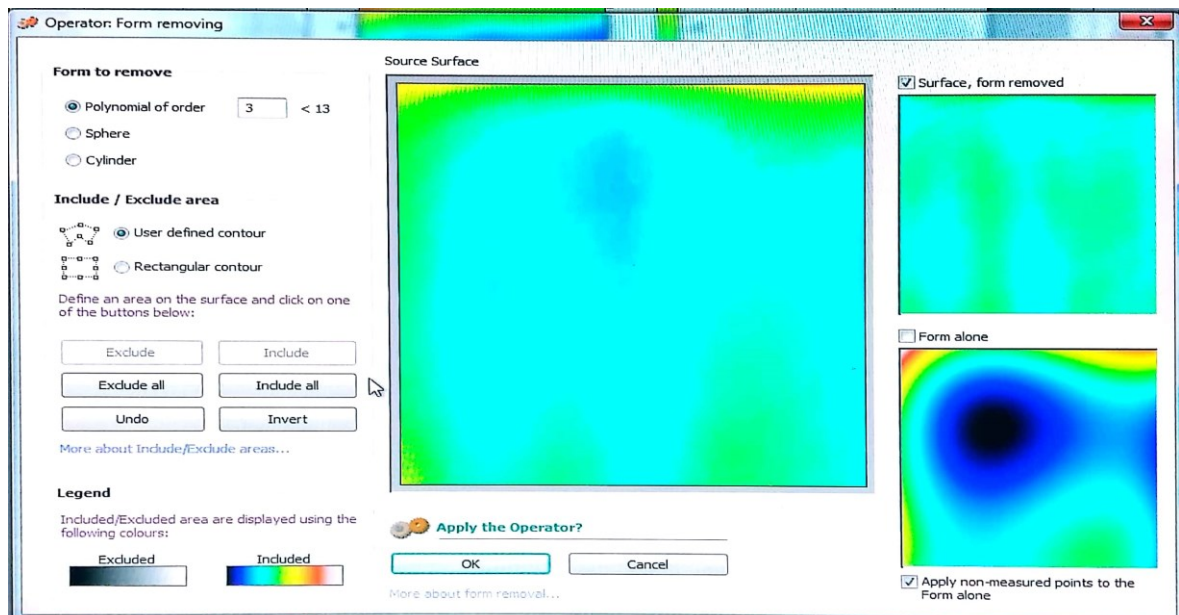 Operator: Form removing
Form to remove
Polynomial of order 3 < 13
Sphere
Cylinder
Include / Exclude area
User defined contour
Rectangular contour
Define an area on the surface and click on one
of the buttons below:
Exclude Include
Exclude all Include all
Undo Invert
More about Include/Exclude areas...
Legend
Included/Excluded area are displayed using the
following colours:
Excluded Included
Source Surface
Apply the Operator?
OK Cancel
More about form removal...
Surface, form removed
Form alone
Apply non-measured points to the
Form alone